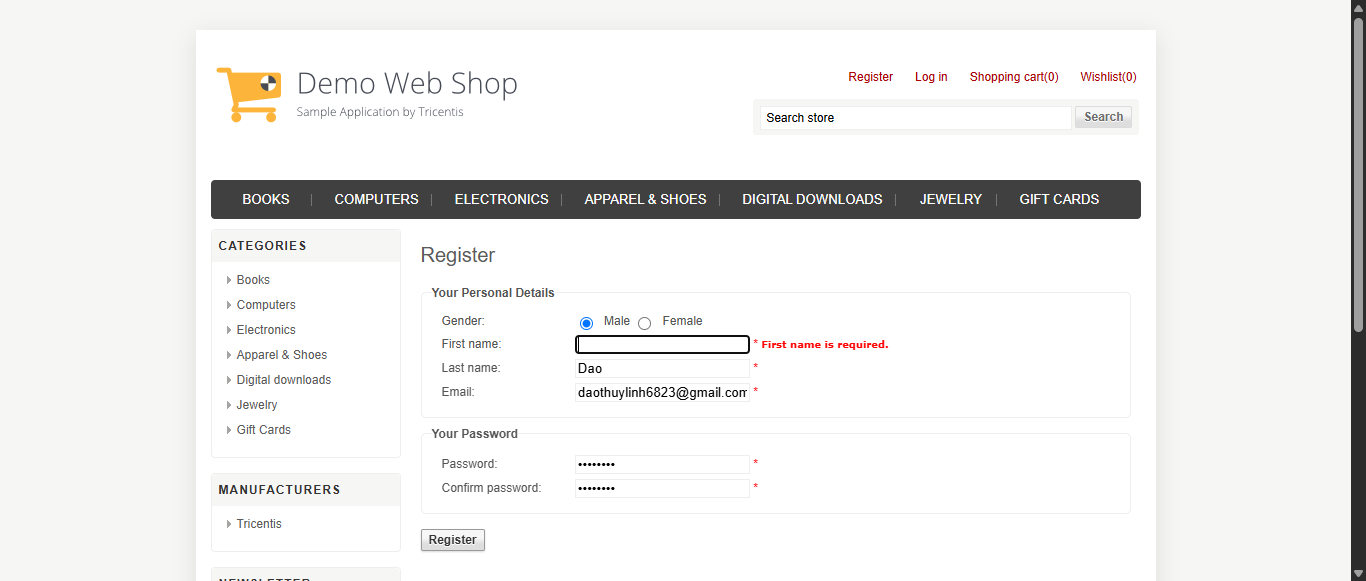 Demo Web Shop
Sample Application by Tricentis
Register Log in Shopping cart(0) Wishlist(0)
Search store Search
BOOKS COMPUTERS ELECTRONICS APPAREL & SHOES DIGITAL DOWNLOADS JEWELRY GIFT CARDS
CATEGORIES
Books
Computers
Electronics
Apparel & Shoes
Digital downloads
Jewelry
Gift Cards
MANUFACTURERS
Tricentis
NEWSLETTER
Register
Your Personal Details
Gender: Male Female
First name: * First name is required.
Last name: Dao *
Email: daothuylinh6823@gmail.com *
Your Password
Password: •••••••• *
Confirm password: •••••••• *
Register